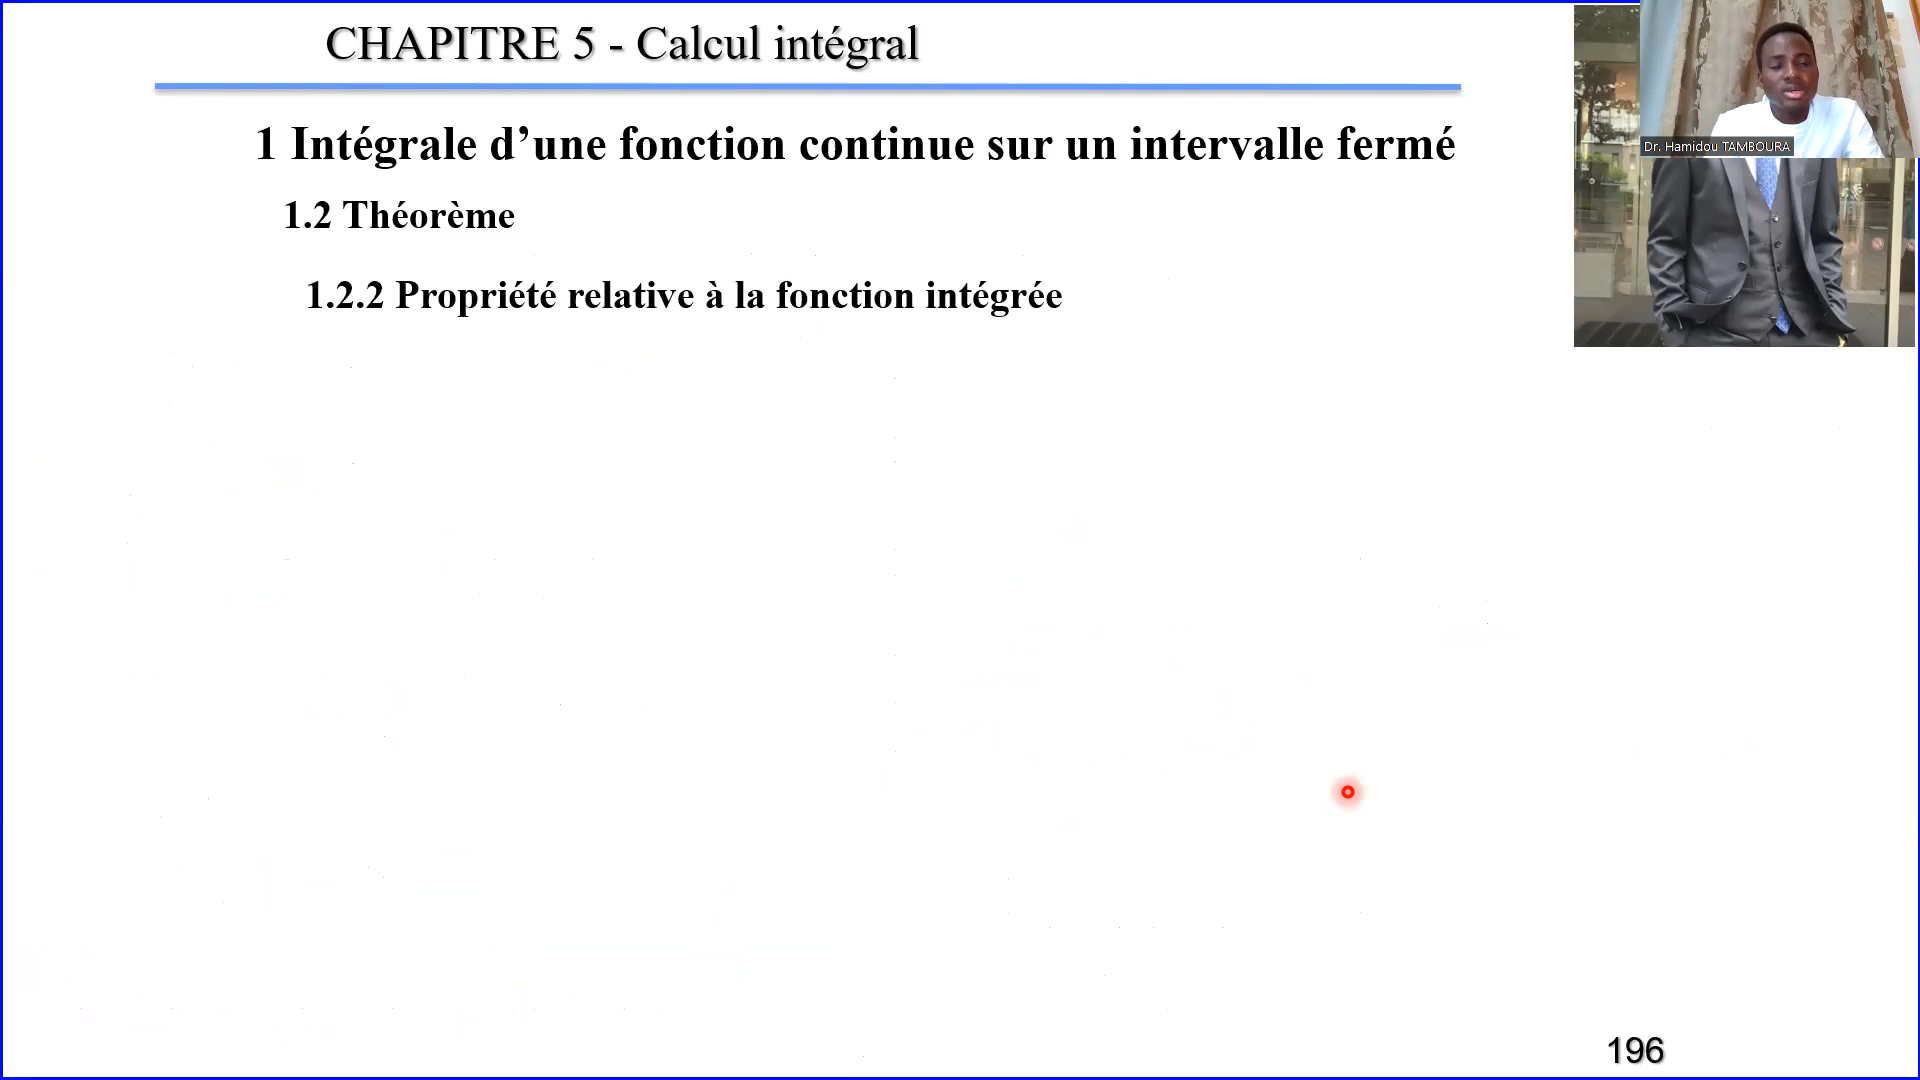 CHAPITRE 5 - Calcul intégral
1 Intégrale d’une fonction continue sur un intervalle fermé
Dr. Hamidou TAMBOURA
1.2 Théorème
1.2.2 Propriété relative à la fonction intégrée
196